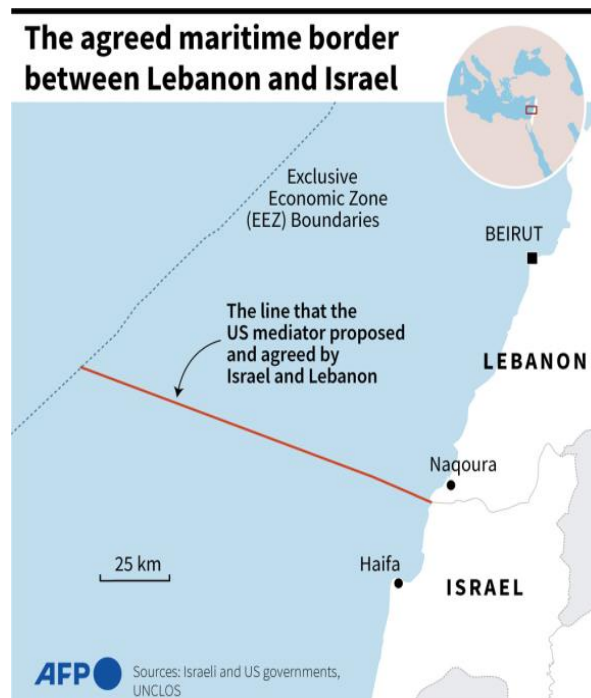 The agreed maritime border
between Lebanon and Israel
Exclusive
Economic Zone
(EEZ) Boundaries
BEIRUT
The line that the
US mediator proposed
and agreed by
Israel and Lebanon
LEBANON
Naqoura
25 km
Haifa
ISRAEL
AFP
Sources: Israeli and US governments,
UNCLOS